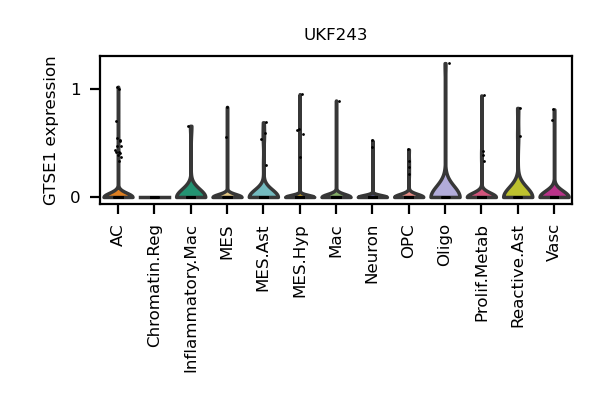 UKF243
GTSE1 expression
1
0
AC
Chromatin.Reg
Inflammatory.Mac
MES
MES.Ast
MES.Hyp
Mac
Neuron
OPC
Oligo
Prolif.Metab
Reactive.Ast
Vasc